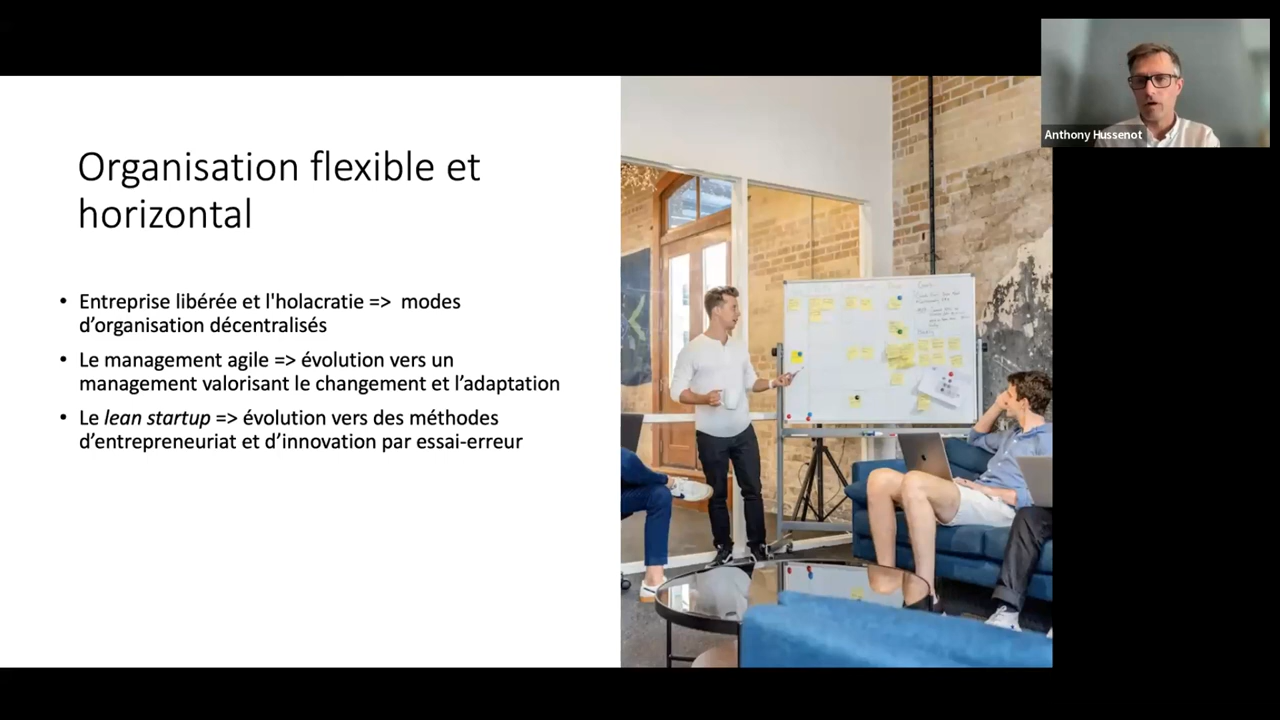 Anthony Hussenot
Organisation flexible et
horizontal
• Entreprise libérée et l'holacratie => modes
d’organisation décentralisés
• Le management agile => évolution vers un
management valorisant le changement et l’adaptation
• Le lean startup => évolution vers des méthodes
d’entrepreneuriat et d’innovation par essai-erreur